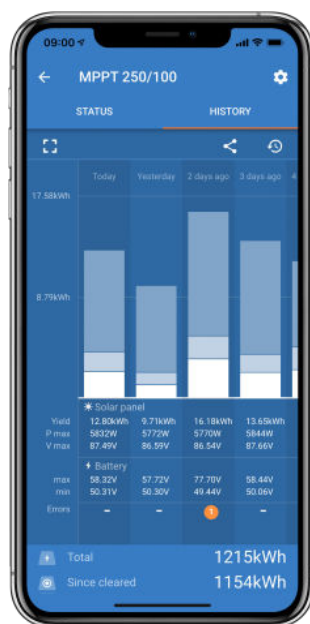 09:00
MPPT 250/100
STATUS HISTORY
Today Yesterday 2 days ago 3 days ago 4
17.58kWh
8.79kWh
Solar panel
Yield 12.80kWh 9.71kWh 16.18kWh 13.65kWh
P max 5832W 5772W 5770W 5844W
V max 87.49V 86.59V 86.54V 87.66V
Battery
max 58.32V 57.72V 77.70V 58.44V
min 50.31V 50.30V 49.44V 50.06V
Errors - - 1 -
Total 1215kWh
Since cleared 1154kWh